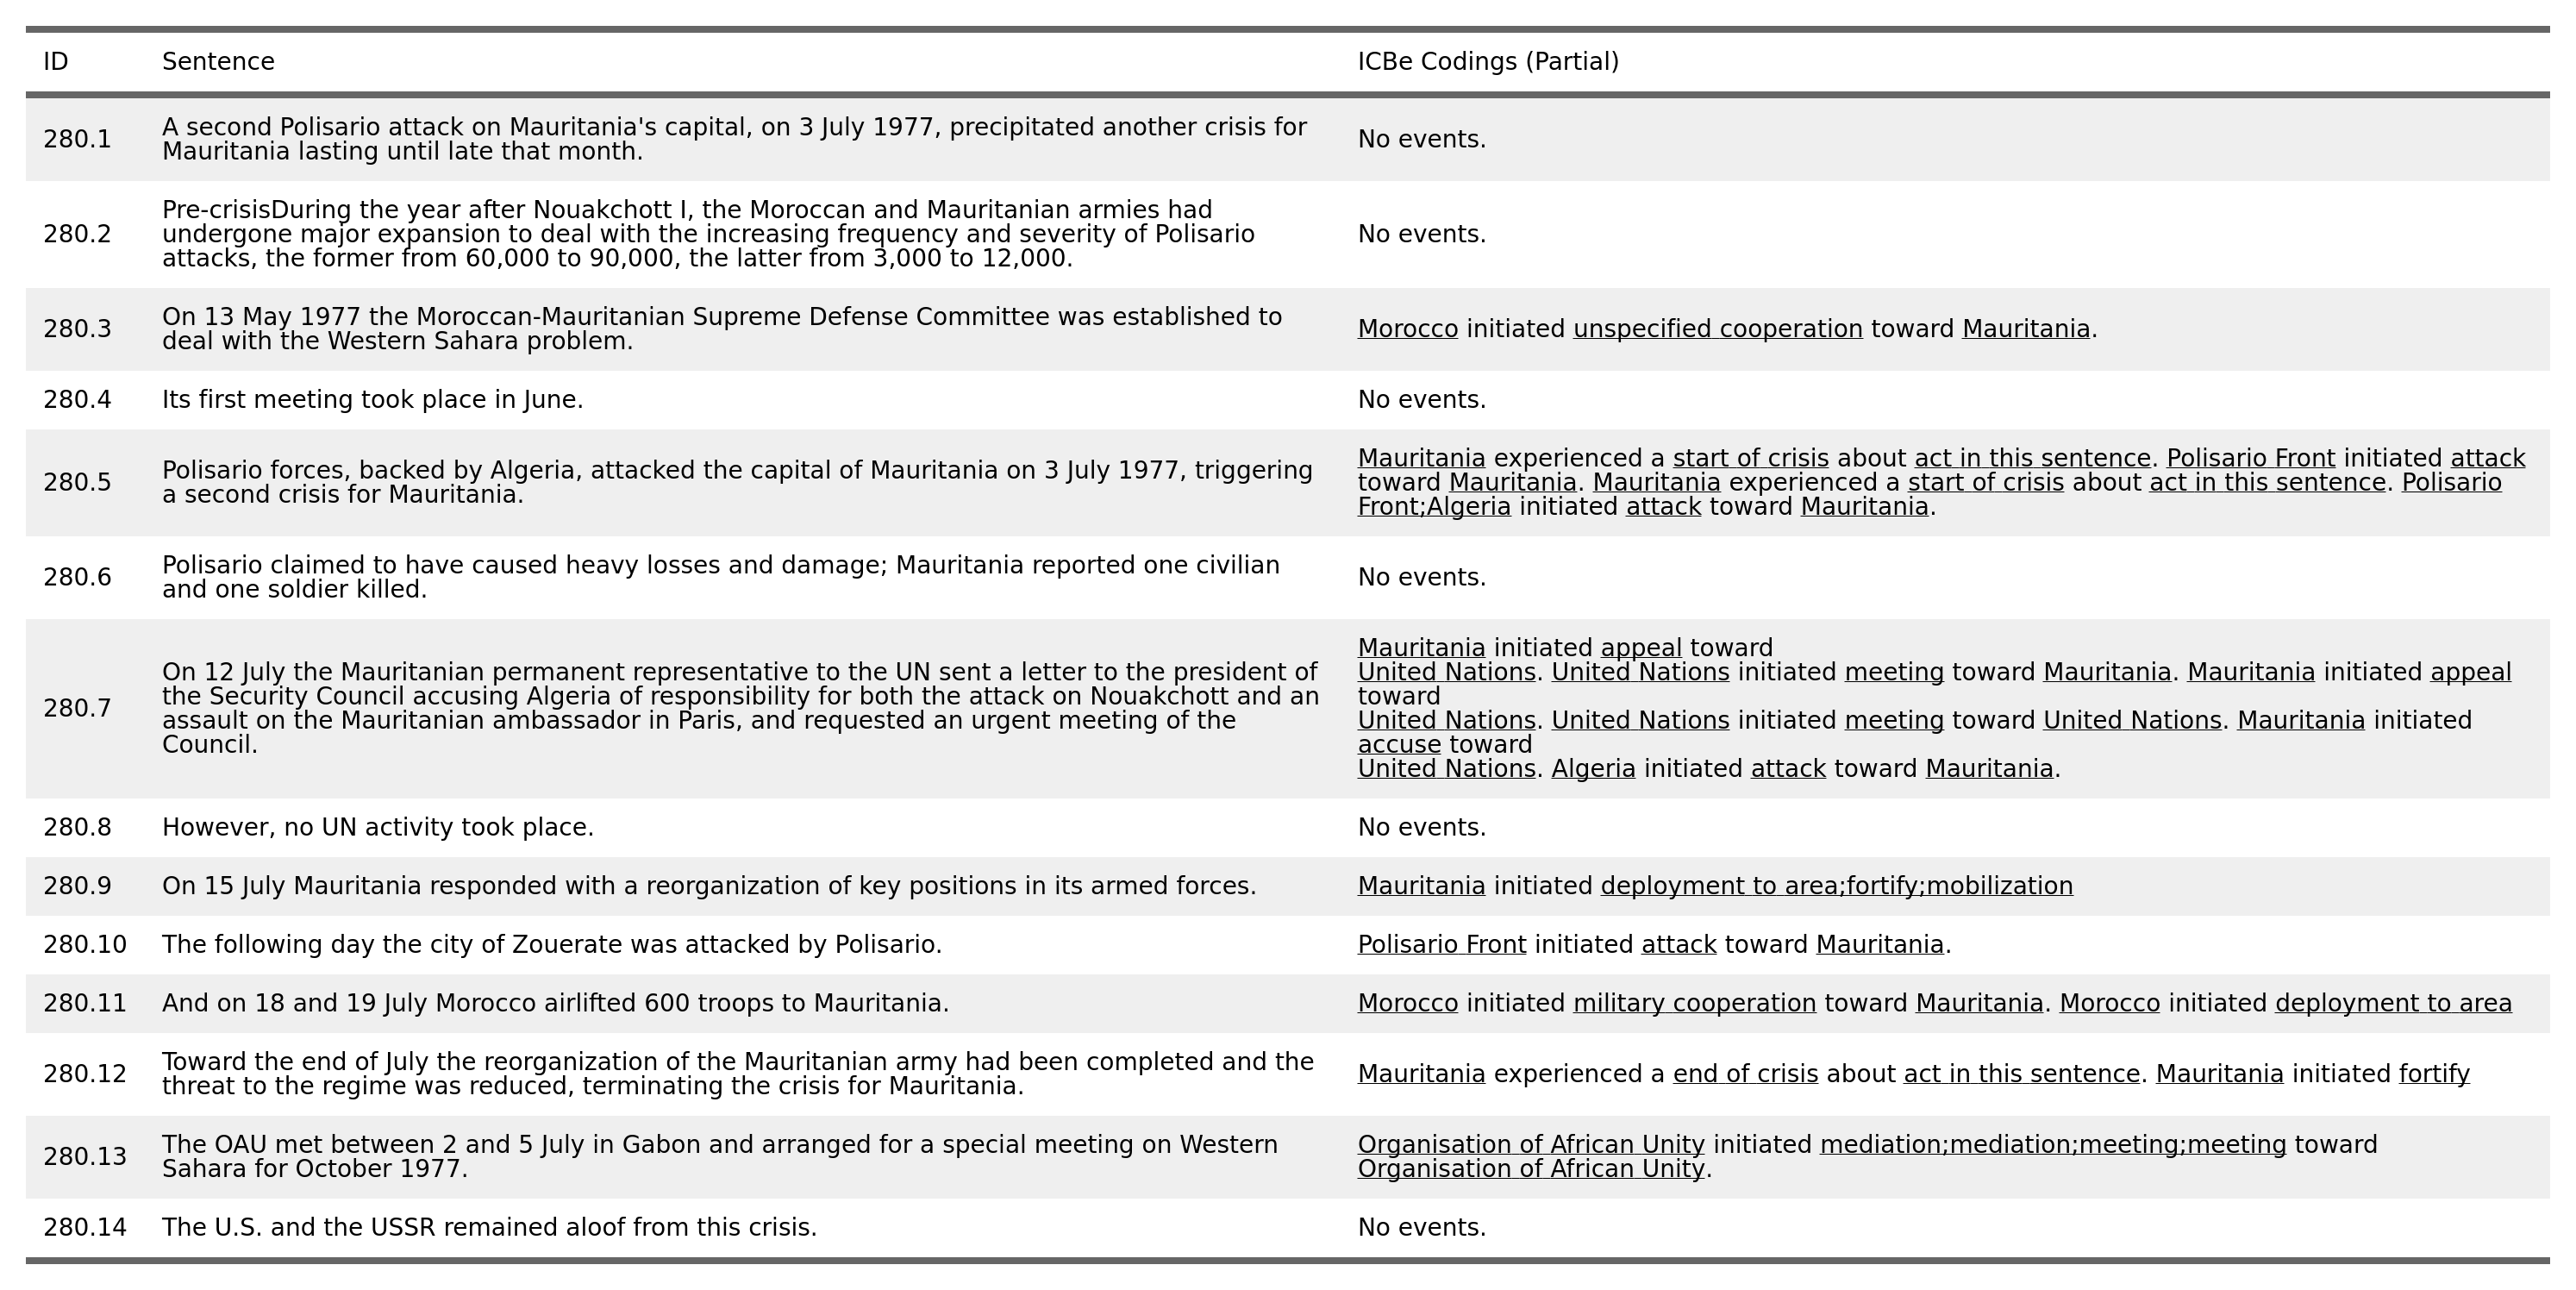 ID Sentence ICBe Codings (Partial)
280.1 A second Polisario attack on Mauritania's capital, on 3 July 1977, precipitated another crisis for
Mauritania lasting until late that month. No events.
280.2 Pre-crisisDuring the year after Nouakchott I, the Moroccan and Mauritanian armies had
undergone major expansion to deal with the increasing frequency and severity of Polisario
attacks, the former from 60,000 to 90,000, the latter from 3,000 to 12,000. No events.
280.3 On 13 May 1977 the Moroccan-Mauritanian Supreme Defense Committee was established to
deal with the Western Sahara problem. Morocco initiated unspecified cooperation toward Mauritania.
280.4 Its first meeting took place in June. No events.
280.5 Polisario forces, backed by Algeria, attacked the capital of Mauritania on 3 July 1977, triggering
a second crisis for Mauritania.
Mauritania experienced a start of crisis about act in this sentence. Polisario Front initiated attack
toward Mauritania. Mauritania experienced a start of crisis about act in this sentence. Polisario
Front;Algeria initiated attack toward Mauritania.
280.6 Polisario claimed to have caused heavy losses and damage; Mauritania reported one civilian
and one soldier killed. No events.
280.7 On 12 July the Mauritanian permanent representative to the UN sent a letter to the president of
the Security Council accusing Algeria of responsibility for both the attack on Nouakchott and an
assault on the Mauritanian ambassador in Paris, and requested an urgent meeting of the
Council.
Mauritania initiated appeal toward
United Nations. United Nations initiated meeting toward Mauritania. Mauritania initiated appeal
toward
United Nations. United Nations initiated meeting toward United Nations. Mauritania initiated
accuse toward
United Nations. Algeria initiated attack toward Mauritania.
280.8 However, no UN activity took place. No events.
280.9 On 15 July Mauritania responded with a reorganization of key positions in its armed forces. Mauritania initiated deployment to area;fortify;mobilization
280.10 The following day the city of Zouerate was attacked by Polisario. Polisario Front initiated attack toward Mauritania.
280.11 And on 18 and 19 July Morocco airlifted 600 troops to Mauritania. Morocco initiated military cooperation toward Mauritania. Morocco initiated deployment to area
280.12 Toward the end of July the reorganization of the Mauritanian army had been completed and the
threat to the regime was reduced, terminating the crisis for Mauritania. Mauritania experienced a end of crisis about act in this sentence. Mauritania initiated fortify
280.13 The OAU met between 2 and 5 July in Gabon and arranged for a special meeting on Western
Sahara for October 1977.
Organisation of African Unity initiated mediation;mediation;meeting;meeting toward
Organisation of African Unity.
280.14 The U.S. and the USSR remained aloof from this crisis. No events.